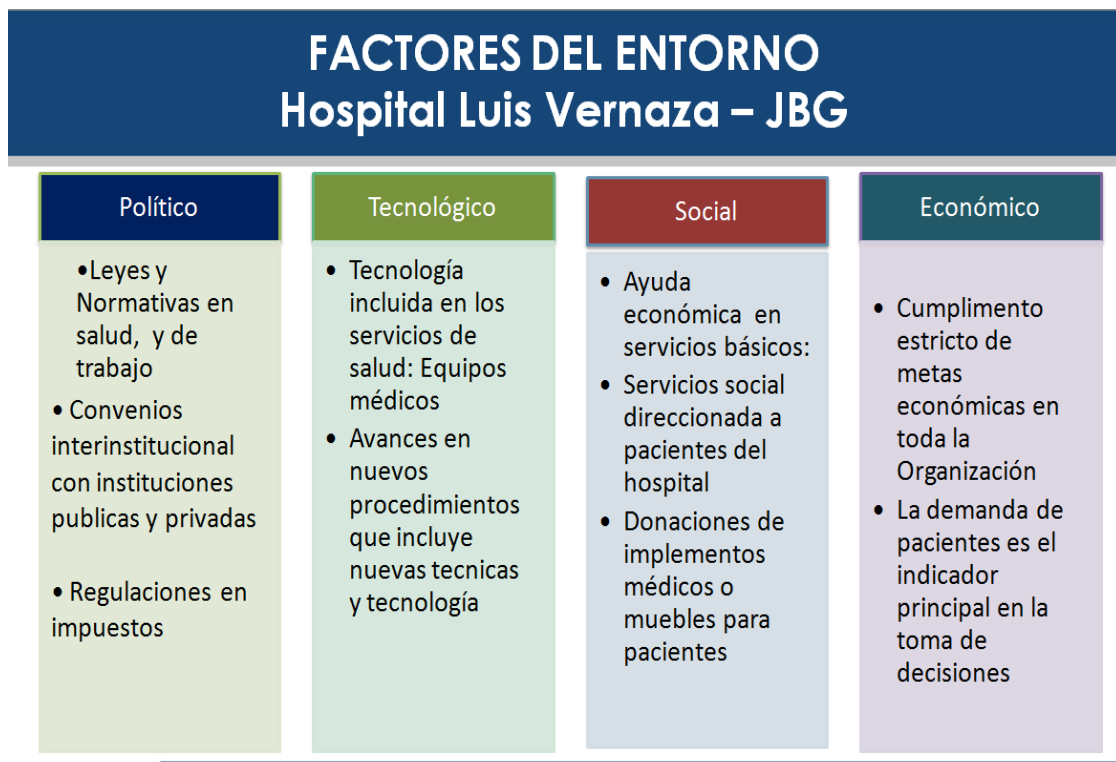 FACTORES DEL ENTORNO
Hospital Luis Vernaza – JBG
Político
•Leyes y
Normativas en
salud, y de
trabajo
• Convenios
interinstitucional
con instituciones
publicas y privadas
• Regulaciones en
impuestos
Tecnológico
• Tecnología
incluida en los
servicios de
salud: Equipos
médicos
• Avances en
nuevos
procedimientos
que incluye
nuevas tecnicas
y tecnología
Social
• Ayuda
económica en
servicios básicos:
• Servicios social
direccionada a
pacientes del
hospital
• Donaciones de
implementos
médicos o
muebles para
pacientes
Económico
• Cumplimento
estricto de
metas
económicas en
toda la
Organización
• La demanda de
pacientes es el
indicador
principal en la
toma de
decisiones